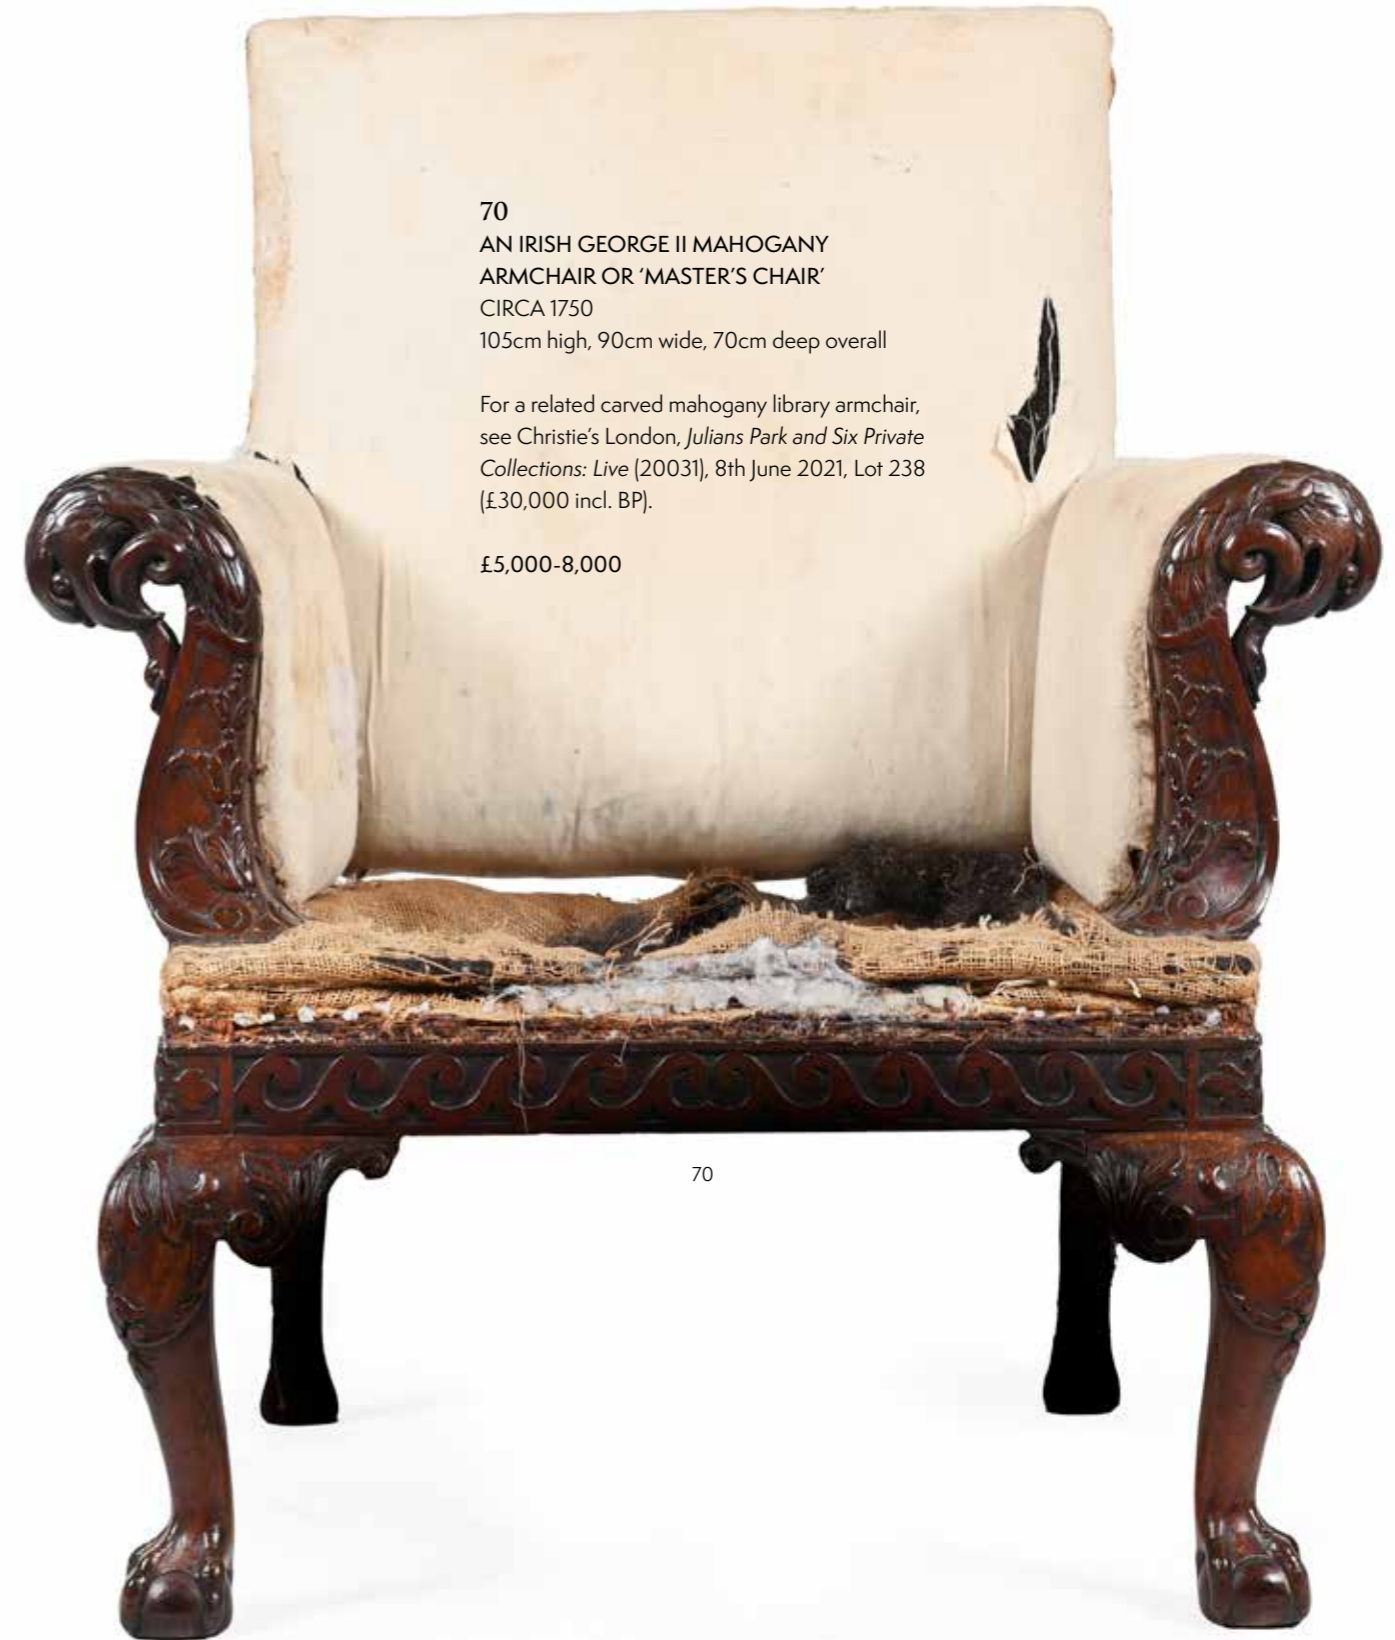 70
AN IRISH GEORGE II MAHOGANY
ARMCHAIR OR ‘MASTER’S CHAIR’
CIRCA 1750
105cm high, 90cm wide, 70cm deep overall
For a related carved mahogany library armchair,
see Christie’s London, Julians Park and Six Private
Collections: Live (20031), 8th June 2021, Lot 238
(£30,000 incl. BP).
£5,000-8,000
70